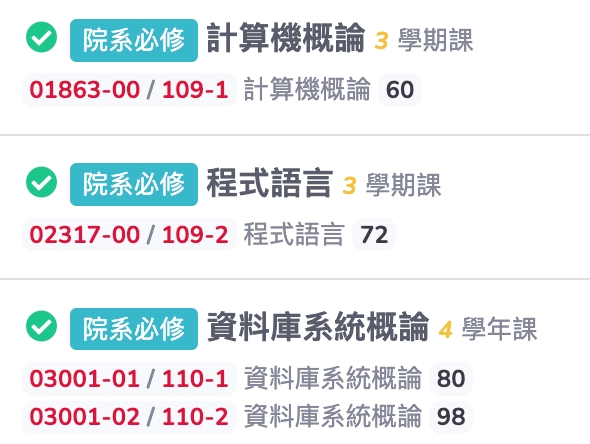 院系必修 計算機概論 3 學期課
01863-00 / 109-1 計算機概論 60
院系必修 程式語言 3 學期課
02317-00 / 109-2 程式語言 72
院系必修 資料庫系統概論 4 學年課
03001-01 / 110-1 資料庫系統概論 80
03001-02 / 110-2 資料庫系統概論 98